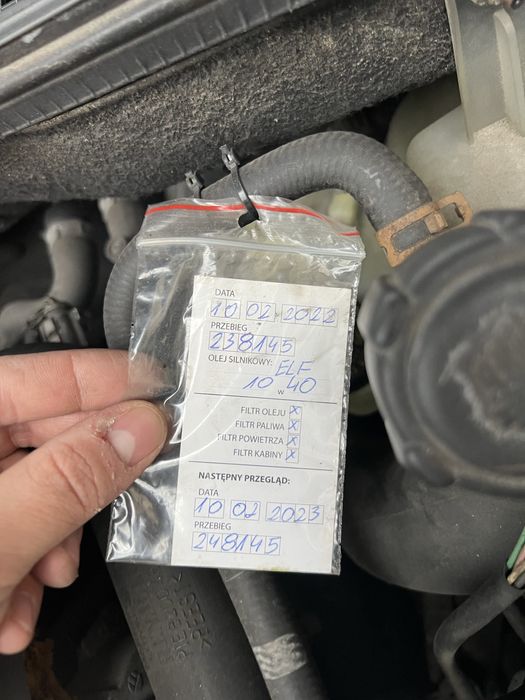 DATA
10 02 2022
PRZEBIEG
238145
OLEJ SILNIKOWY: ELF
10 W 40
FILTR OLEJU X
FILTR PALIWA X
FILTR POWIETRZA X
FILTR KABINY X
NASTĘPNY PRZEGLĄD:
DATA
10 02 2023
PRZEBIEG
248145